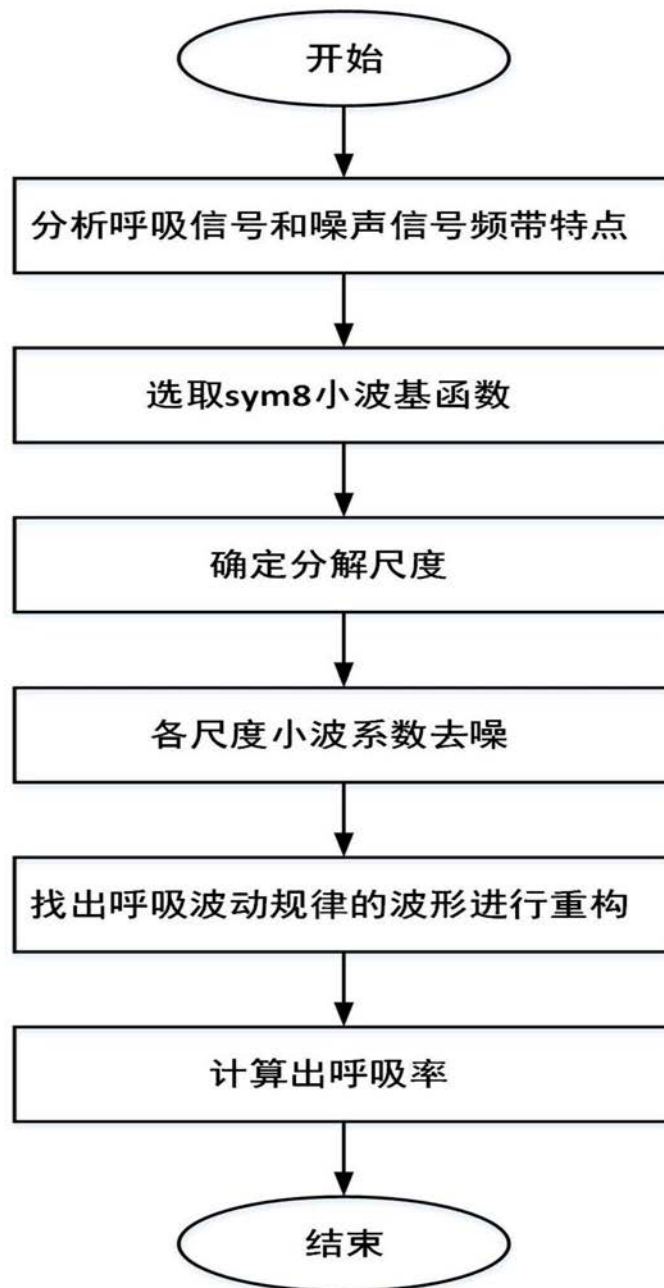 开始
分析呼吸信号和噪声信号频带特点
选取sym8小波基函数
确定分解尺度
各尺度小波系数去噪
找出呼吸波动规律的波形进行重构
计算出呼吸率
结束